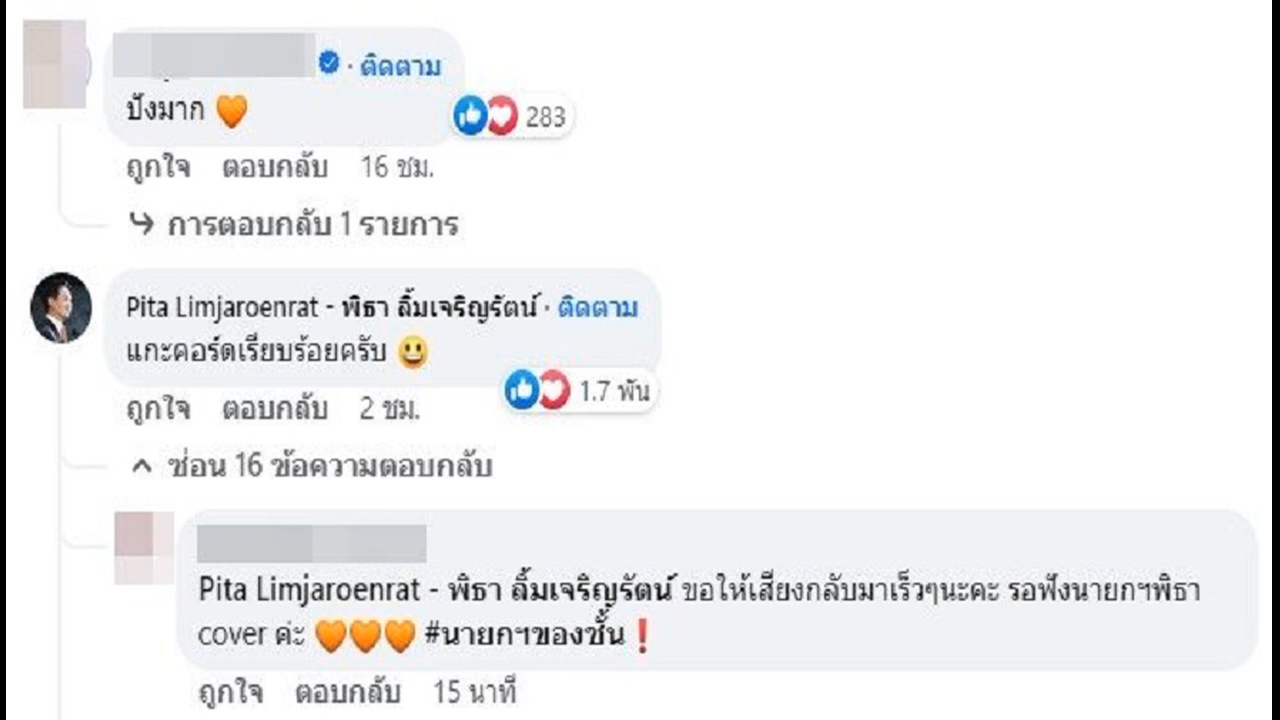 · ติดตาม
ปังมาก 🧡
283
ถูกใจ ตอบกลับ 16 ชม.
การตอบกลับ 1 รายการ
Pita Limjaroenrat - พิธา ลิ้มเจริญรัตน์ · ติดตาม
แกะคอร์ดเรียบร้อยครับ 😃
1.7 พัน
ถูกใจ ตอบกลับ 2 ชม.
ซ่อน 16 ข้อความตอบกลับ
Pita Limjaroenrat - พิธา ลิ้มเจริญรัตน์ ขอให้เสียงกลับมาเร็วๆนะคะ รอฟังนายกฯพิธา
cover ค่ะ 🧡🧡🧡 #นายกฯของชั้น❗
ถูกใจ ตอบกลับ 15 นาที